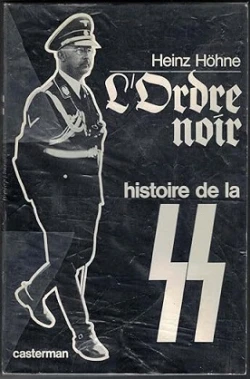 Heinz Höhne
L'Ordre
noir
histoire de la
SS
casterman